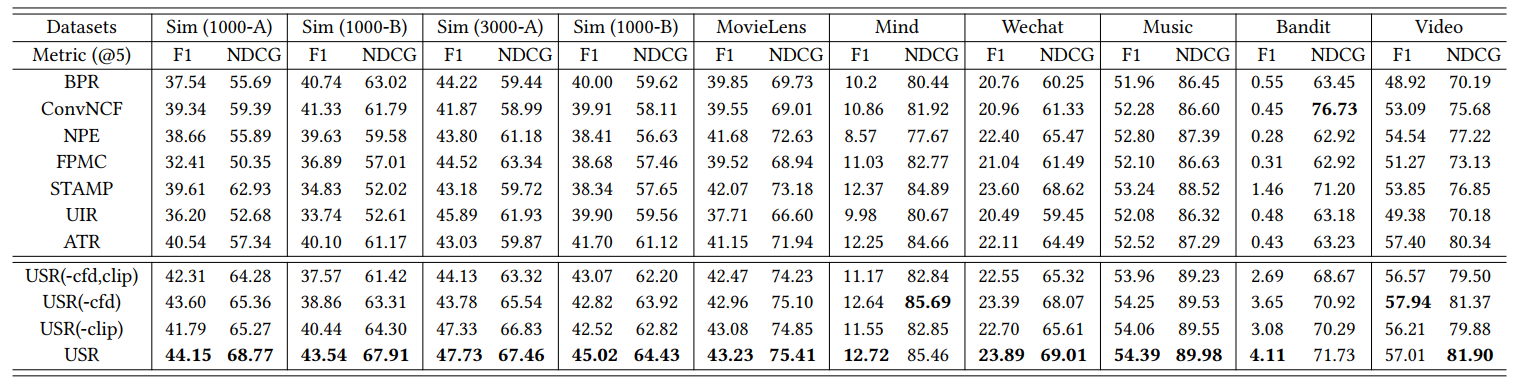 Datasets Sim (1000-A) Sim (1000-B) Sim (3000-A) Sim (1000-B) MovieLens Mind Wechat Music Bandit Video
Metric (@5) F1 NDCG F1 NDCG F1 NDCG F1 NDCG F1 NDCG F1 NDCG F1 NDCG F1 NDCG F1 NDCG F1 NDCG
BPR 37.54 55.69 40.74 63.02 44.22 59.44 40.00 59.62 39.85 69.73 10.2 80.44 20.76 60.25 51.96 86.45 0.55 63.45 48.92 70.19
ConvNCF 39.34 59.39 41.33 61.79 41.87 58.99 39.91 58.11 39.55 69.01 10.86 81.92 20.96 61.33 52.28 86.60 0.45 76.73 53.09 75.68
NPE 38.66 55.89 39.63 59.58 43.80 61.18 38.41 56.63 41.68 72.63 8.57 77.67 22.40 65.47 52.80 87.39 0.28 62.92 54.54 77.22
FPMC 32.41 50.35 36.89 57.01 44.52 63.34 38.68 57.46 39.52 68.94 11.03 82.77 21.04 61.49 52.10 86.63 0.31 62.92 51.27 73.13
STAMP 39.61 62.93 34.83 52.02 43.18 59.72 38.34 57.65 42.07 73.18 12.37 84.89 23.60 68.62 53.24 88.52 1.46 71.20 53.85 76.85
UIR 36.20 52.68 33.74 52.61 45.89 61.93 39.90 59.56 37.71 66.60 9.98 80.67 20.49 59.45 52.08 86.32 0.48 63.18 49.38 70.18
ATR 40.54 57.34 40.10 61.17 43.03 59.87 41.70 61.12 41.15 71.94 12.25 84.66 22.11 64.49 52.52 87.29 0.43 63.23 57.40 80.34
USR(-cfd,clip) 42.31 64.28 37.57 61.42 44.13 63.32 43.07 62.20 42.47 74.23 11.17 82.84 22.55 65.32 53.96 89.23 2.69 68.67 56.57 79.50
USR(-cfd) 43.60 65.36 38.86 63.31 43.78 65.54 42.82 63.92 42.96 75.10 12.64 85.69 23.39 68.07 54.25 89.53 3.65 70.92 57.94 81.37
USR(-clip) 41.79 65.27 40.44 64.30 47.33 66.83 42.52 62.82 43.08 74.85 11.55 82.85 22.70 65.61 54.06 89.55 3.08 70.29 56.21 79.88
USR 44.15 68.77 43.54 67.91 47.73 67.46 45.02 64.43 43.23 75.41 12.72 85.46 23.89 69.01 54.39 89.98 4.11 71.73 57.01 81.90